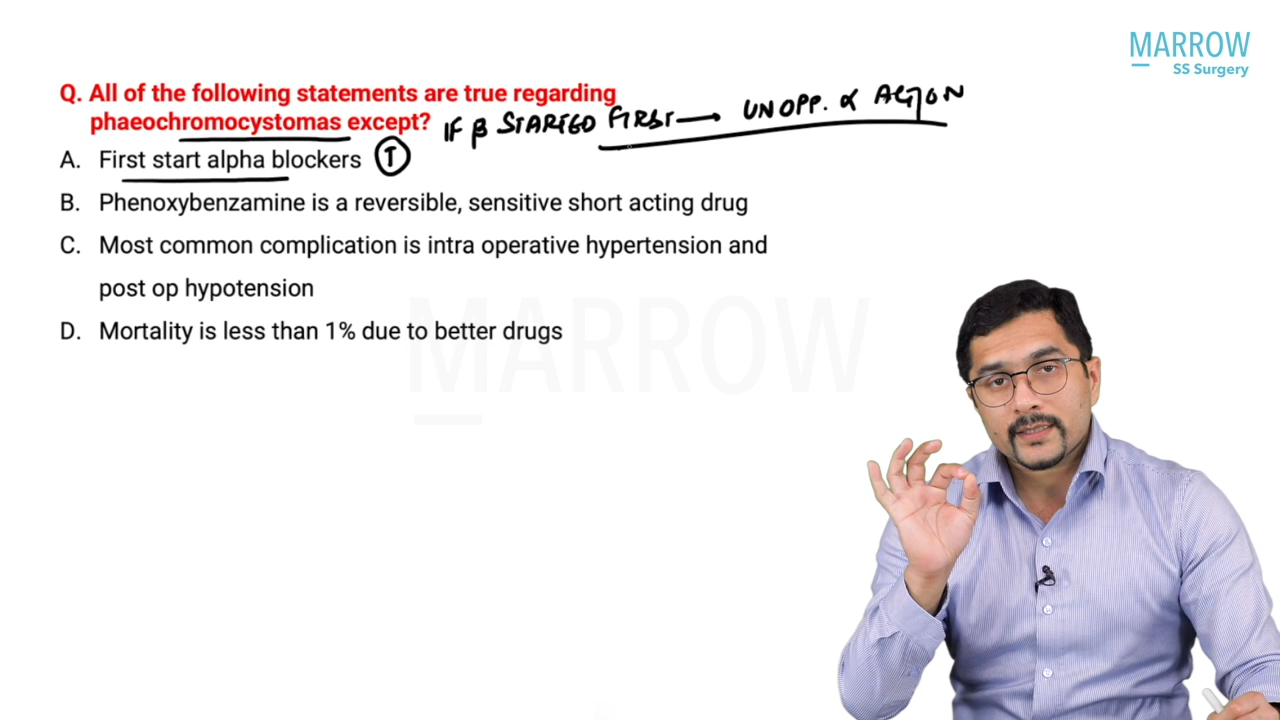 MARROW
SS Surgery
Q. All of the following statements are true regarding
phaeochromocystomas except?
IF β STARTED FIRST → UNOPP. α ACTION
A. First start alpha blockers T
B. Phenoxybenzamine is a reversible, sensitive short acting drug
C. Most common complication is intra operative hypertension and
post op hypotension
D. Mortality is less than 1% due to better drugs
MARROW